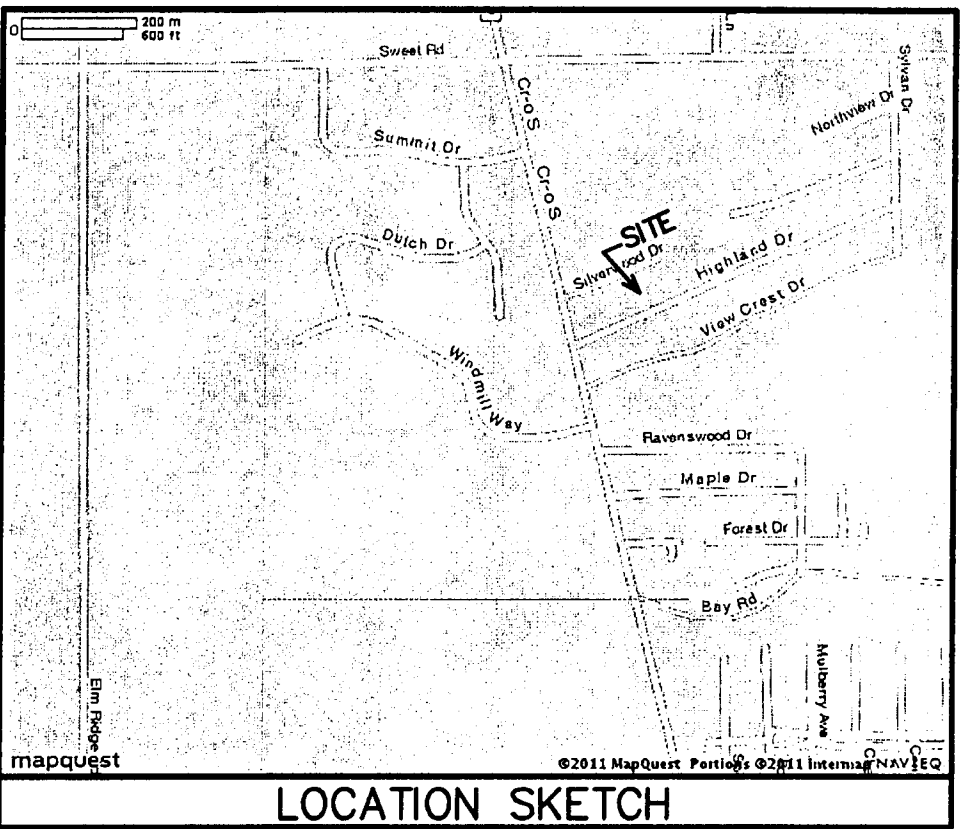 0
200 m
600 ft
Sweet Rd
Sylvan Dr
Cr-o S
Northview Dr
Summit Dr
Cr-o S
SITE
Dutch Dr
Highland Dr
View Crest Dr
Windmill Way
Ravenswood Dr
Maple Dr
Forest Dr
Bay Rd
Mulberry Ave
Elm Ridge
mapquest
©2011 MapQuest Portions ©2011 Intermap
LOCATION SKETCH